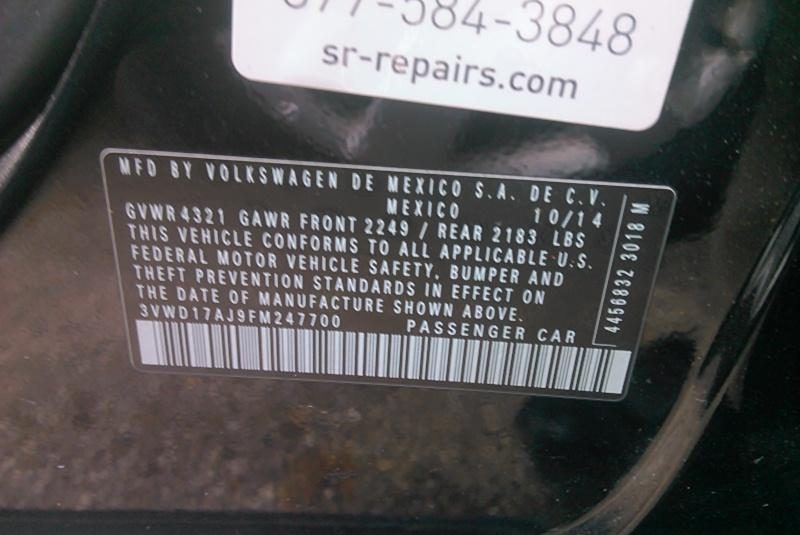 77-584-3848
sr-repairs.com
MFD BY VOLKSWAGEN DE MEXICO S.A. DE C.V.
MEXICO 10/14
GVWR 4321 GAWR FRONT 2249 / REAR 2183 LBS
THIS VEHICLE CONFORMS TO ALL APPLICABLE U.S.
FEDERAL MOTOR VEHICLE SAFETY, BUMPER AND
THEFT PREVENTION STANDARDS IN EFFECT ON
THE DATE OF MANUFACTURE SHOWN ABOVE.
3VWD17AJ9FM247700 PASSENGER CAR
4456832 3018 M